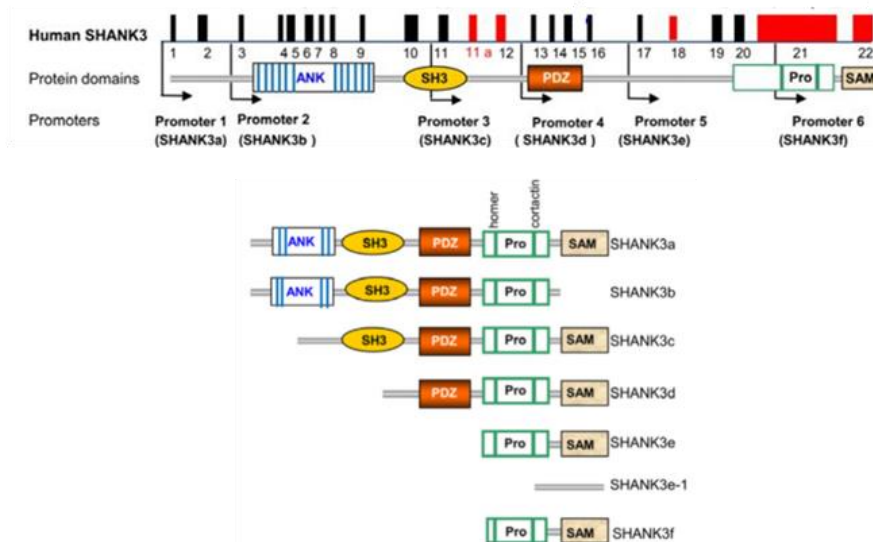 Human SHANK3
1 2 3 4 5 6 7 8 9 10 11 11 a 12 13 14 15 16 17 18 19 20 21 22
Protein domains ANK SH3 PDZ Pro SAM
Promoters
Promoter 1 Promoter 2 Promoter 3 Promoter 4 Promoter 5 Promoter 6
(SHANK3a) (SHANK3b ) (SHANK3c) ( SHANK3d ) (SHANK3e) (SHANK3f)
homer cortactin
ANK SH3 PDZ Pro SAM SHANK3a
ANK SH3 PDZ Pro SHANK3b
SH3 PDZ Pro SAM SHANK3c
PDZ Pro SAM SHANK3d
Pro SAM SHANK3e
SHANK3e-1
Pro SAM SHANK3f